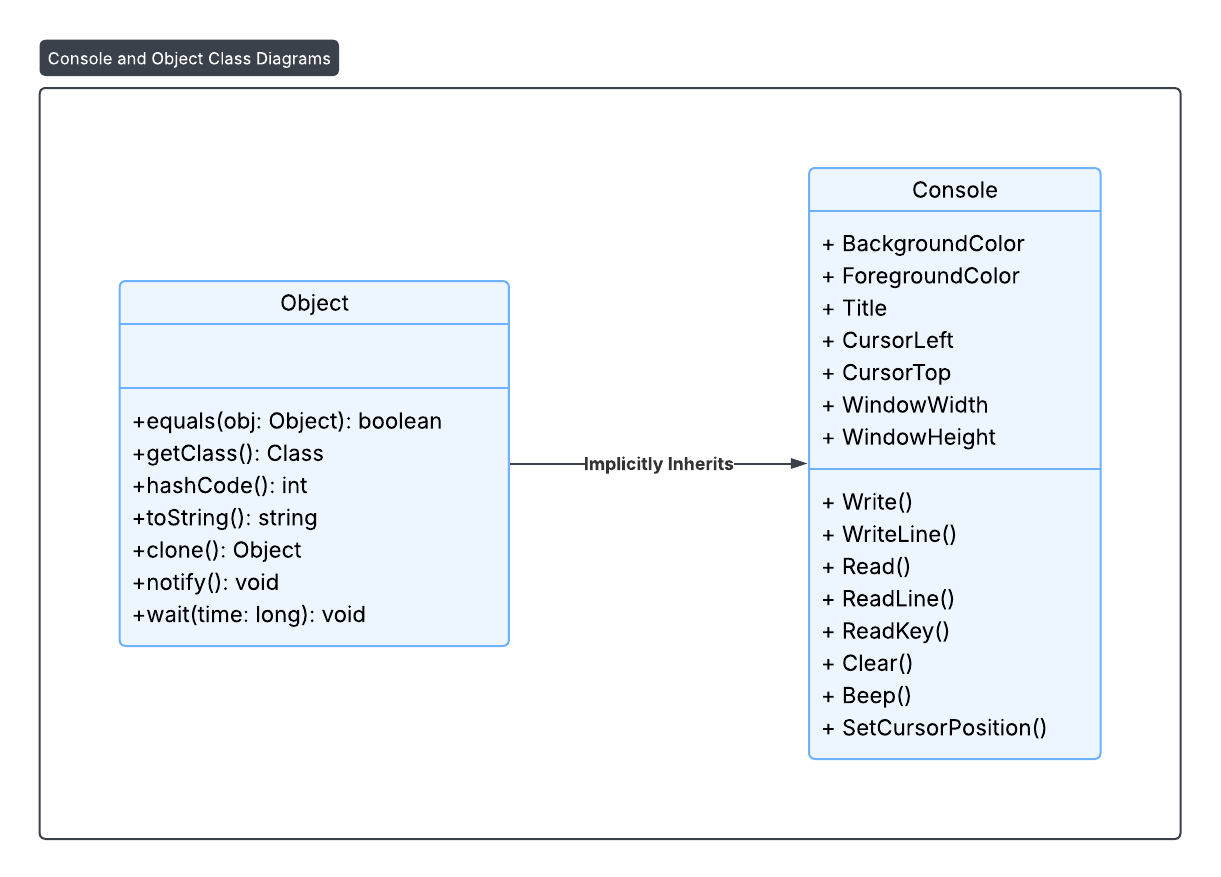 Console and Object Class Diagrams
Object
+equals(obj: Object): boolean
+getClass(): Class
+hashCode(): int
+toString(): string
+clone(): Object
+notify(): void
+wait(time: long): void
Implicitly Inherits
Console
+ BackgroundColor
+ ForegroundColor
+ Title
+ CursorLeft
+ CursorTop
+ WindowWidth
+ WindowHeight
+ Write()
+ WriteLine()
+ Read()
+ ReadLine()
+ ReadKey()
+ Clear()
+ Beep()
+ SetCursorPosition()